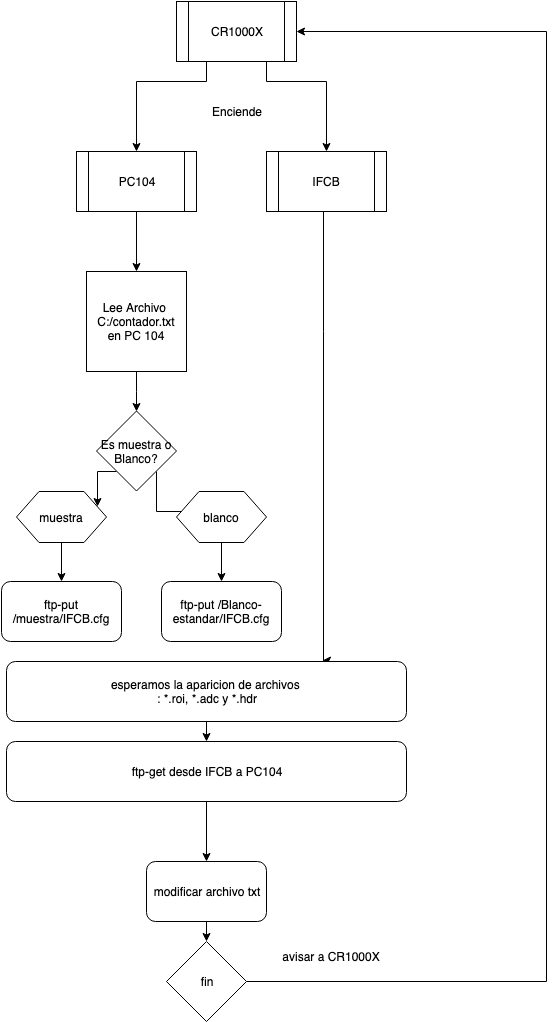 CR1000X
Enciende
PC104
IFCB
Lee Archivo
C:/contador.txt
en PC 104
Es muestra o
Blanco?
muestra
blanco
ftp-put
/muestra/IFCB.cfg
ftp-put /Blanco-
estandar/IFCB.cfg
esperamos la aparicion de archivos
: *.roi, *.adc y *.hdr
ftp-get desde IFCB a PC104
modificar archivo txt
avisar a CR1000X
fin